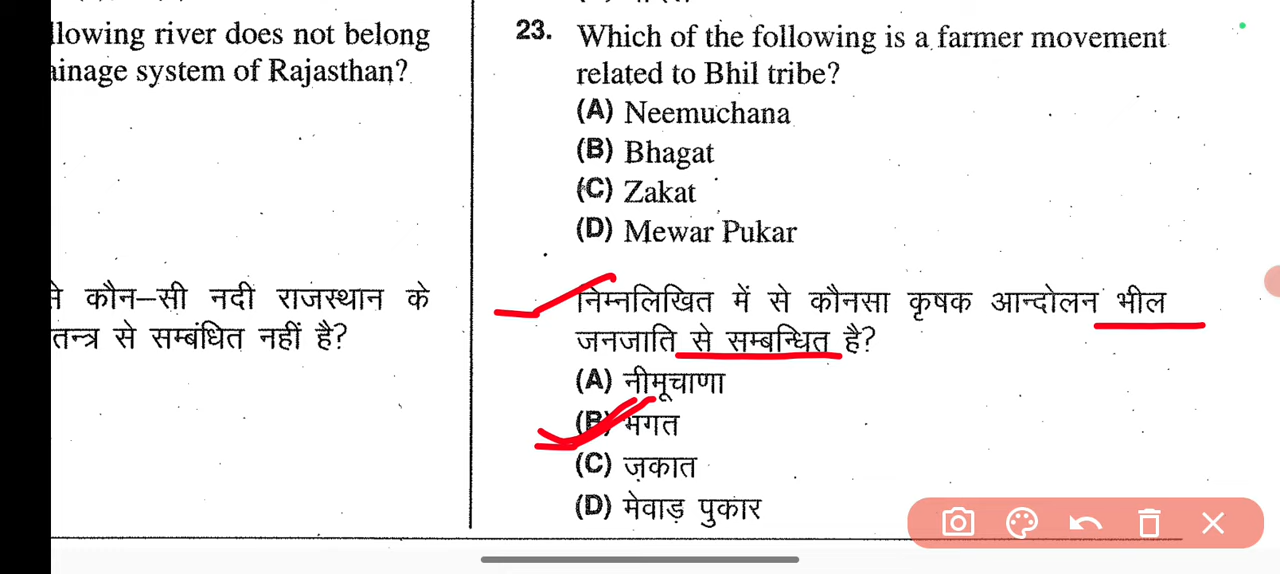 llowing river does not belong
ainage system of Rajasthan?
से कौन–सी नदी राजस्थान के
तन्त्र से सम्बंधित नहीं है?
23. Which of the following is a farmer movement
related to Bhil tribe?
(A) Neemuchana
(B) Bhagat
(C) Zakat
(D) Mewar Pukar
निम्नलिखित में से कौनसा कृषक आन्दोलन भील
जनजाति से सम्बन्धित है?
(A) नीमूचाणा
(B) भगत
(C) ज़कात
(D) मेवाड़ पुकार